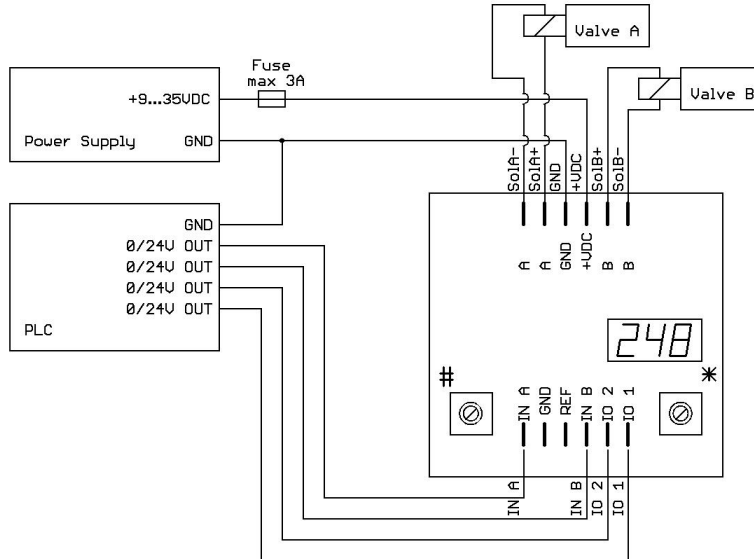 Valve A
Fuse
max 3A
Valve B
+9...35VDC
Power Supply
GND
SolA-
SolA+
GND
+VDC
SolB+
SolB-
GND
0/24V OUT
0/24V OUT
0/24V OUT
0/24V OUT
PLC
A
A
GND
+VDC
B
B
248
#
*
IN A
GND
REF
IN B
IO 2
IO 1
IN A
IN B
IO 2
IO 1